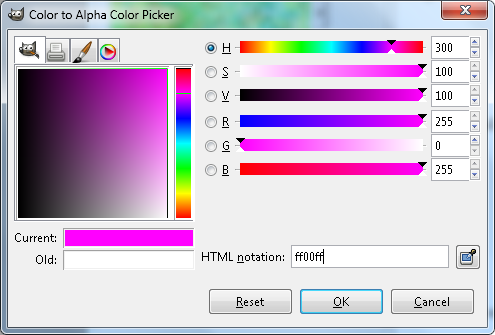 Color to Alpha Color Picker
H 300
S 100
V 100
R 255
G 0
B 255
Current:
Old:
HTML notation: ff00ff
Reset OK Cancel